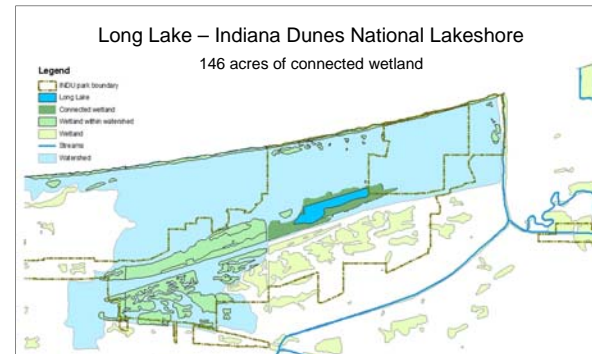 Long Lake – Indiana Dunes National Lakeshore
146 acres of connected wetland
Legend
INDU park boundary
Long Lake
Connected wetland
Wetland within watershed
Wetland
Streams
Watershed